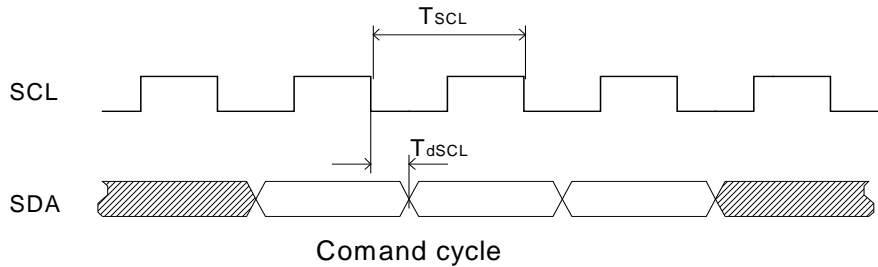 TSCL
SCL
TdSCL
SDA
Comand cycle